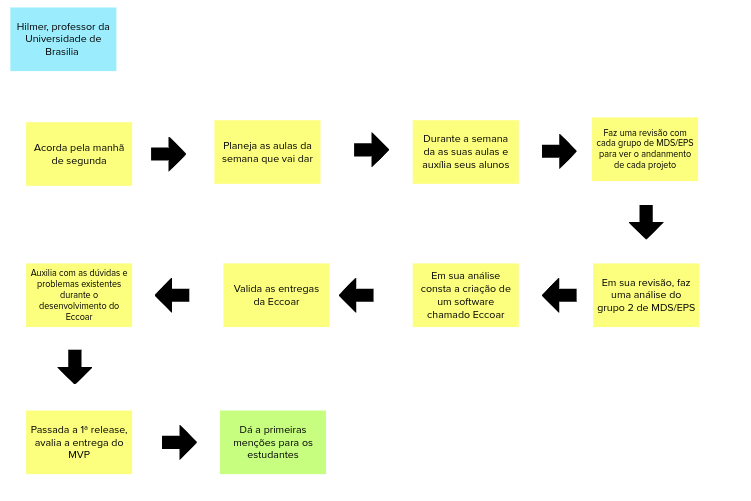 Hilmer, professor da
Universidade de
Brasilia
Acorda pela manhã
de segunda
Planeja as aulas da
semana que vai dar
Durante a semana
da as suas aulas e
auxília seus alunos
Faz uma revisão com
cada grupo de MDS/EPS
para ver o andanmento
de cada projeto
Em sua revisão, faz
uma análise do
grupo 2 de MDS/EPS
Em sua análise
consta a criação de
um software
chamado Eccoar
Valida as entregas
da Eccoar
Auxilia com as dúvidas e
problemas existentes
durante o
desenvolvimento do
Eccoar
Passada a 1ª release,
avalia a entrega do
MVP
Dá a primeiras
menções para os
estudantes